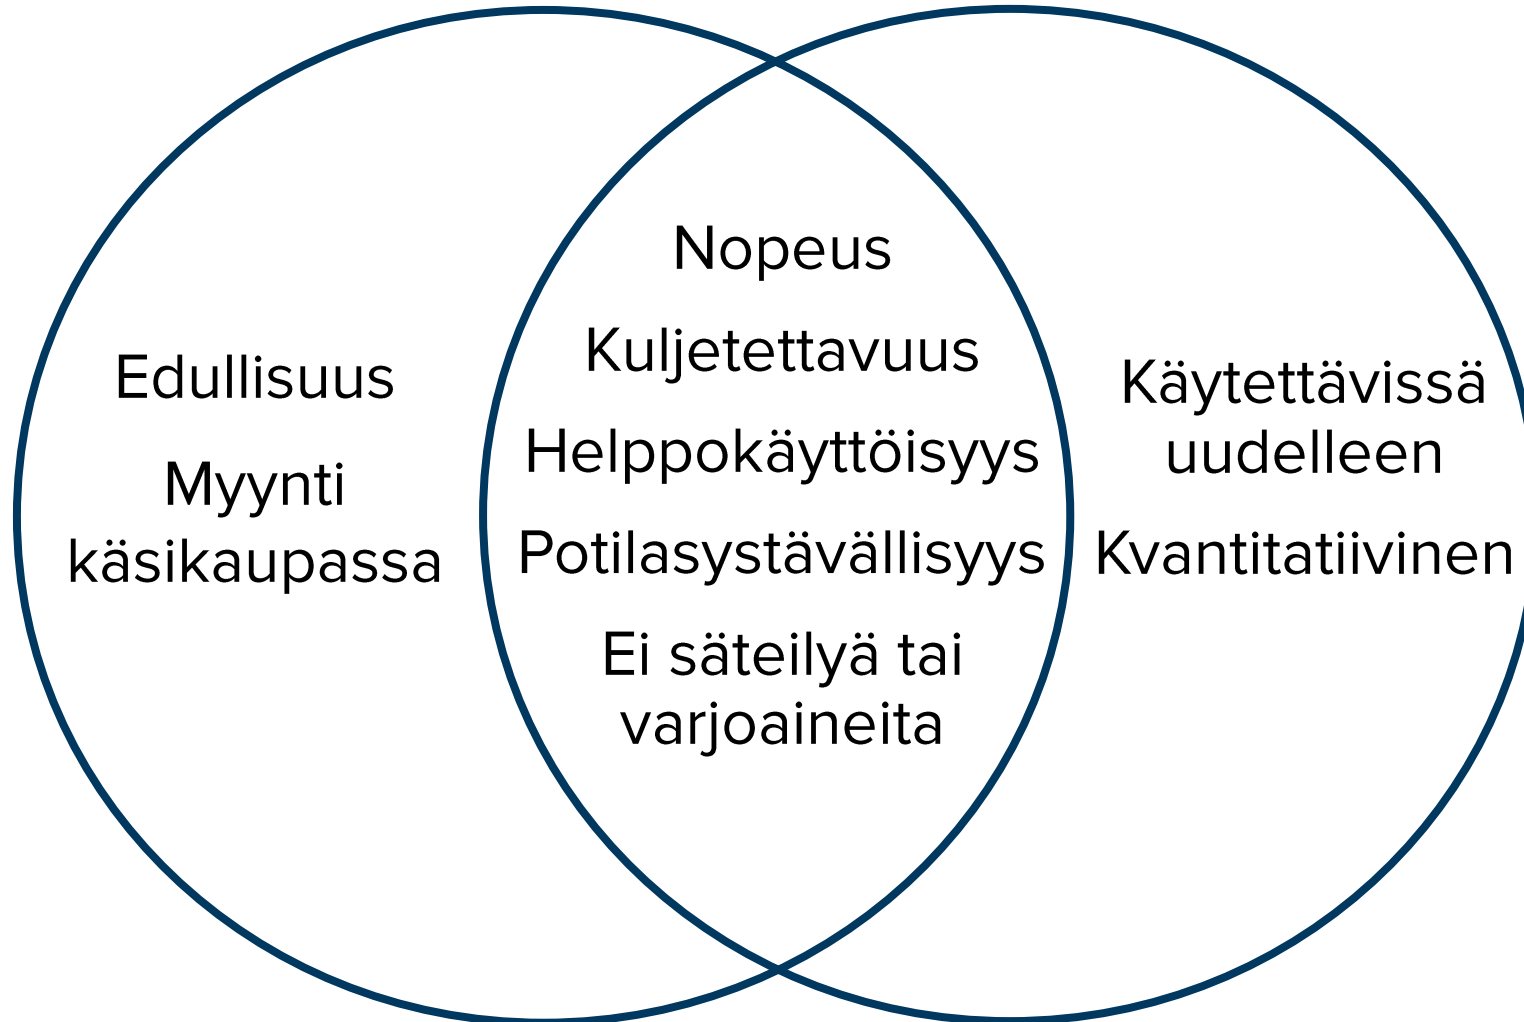 Edullisuus
Myynti
käsikaupassa
Nopeus
Kuljetettavuus
Helppokäyttöisyys
Potilasystävällisyys
Ei säteilyä tai
varjoaineita
Käytettävissä
uudelleen
Kvantitatiivinen